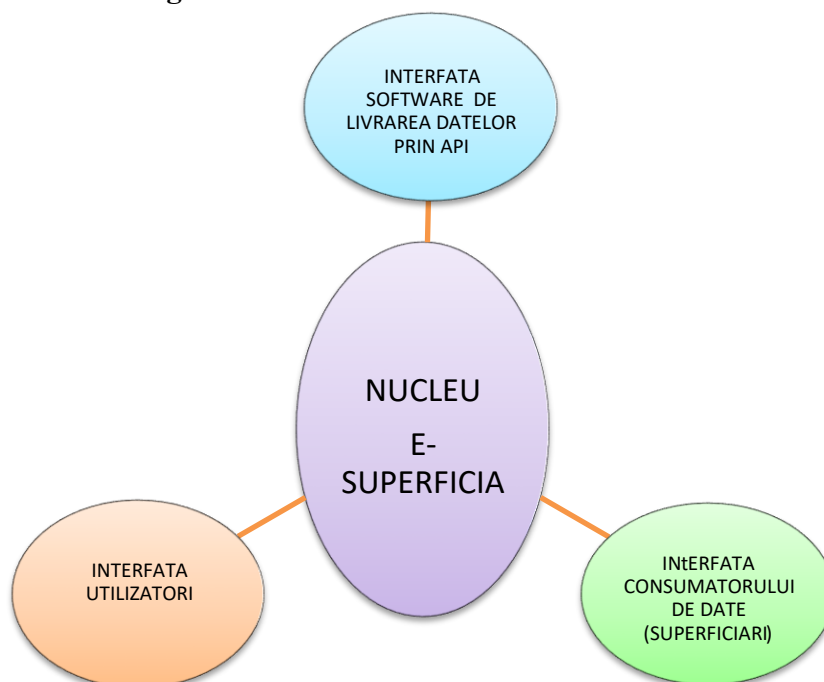 INTERFATA
SOFTWARE DE
LIVRAREA DATELOR
PRIN API
NUCLEU
E-
SUPERFICIA
INTERFATA
UTILIZATORI
INtERFATA
CONSUMATORULUI
DE DATE
(SUPERFICIARI)